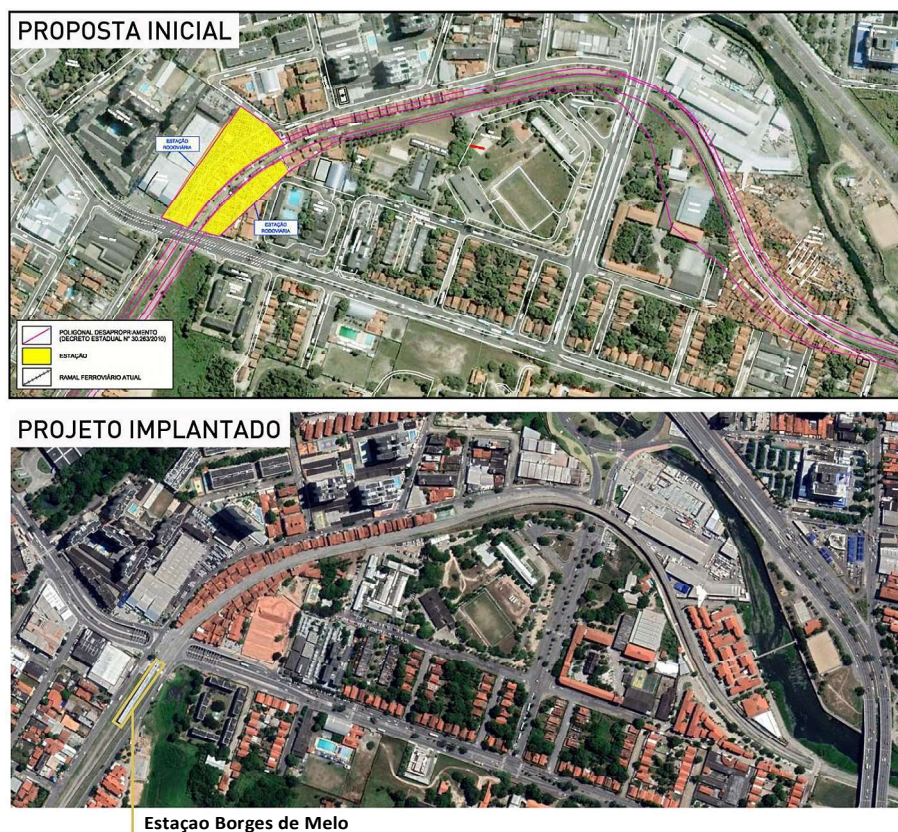 PROPOSTA INICIAL
ESTAÇÃO
RODOVIÁRIA
ESTAÇÃO
RODOVIÁRIA
POLIGONAL DESAPROPRIAMENTO
(DECRETO ESTADUAL Nº 30.263/2010)
ESTAÇÃO
RAMAL FERROVIÁRIO ATUAL
PROJETO IMPLANTADO
Estaçao Borges de Melo